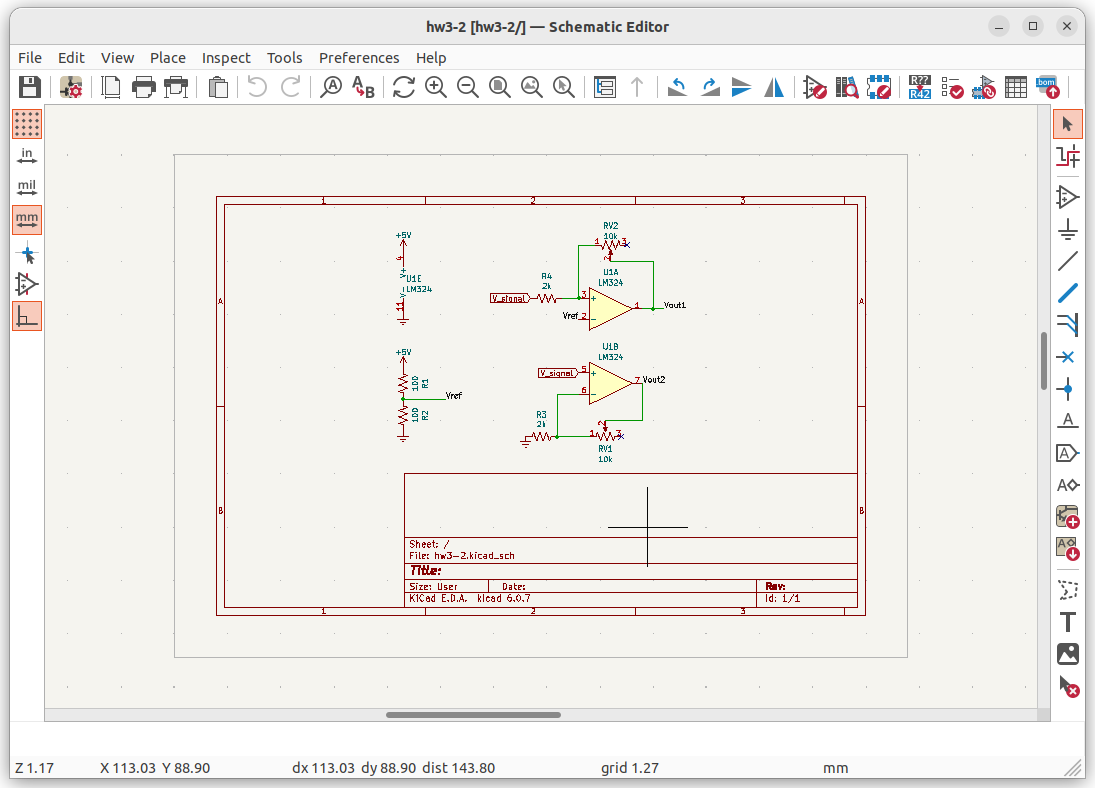 hw3-2 [hw3-2/] — Schematic Editor
File Edit View Place Inspect Tools Preferences Help
R??
R42
.bom
in
mil
mm
1 2 3
A A
B B
+5V
4
V+
U1E
LM324
V-
11
RV2
10k
1 3
2
R4
2k
U1A
LM324
V_signal
3
+
1
Vout1
Vref
2
−
+5V
100
R1
Vref
100
R2
U1B
LM324
V_signal
5
+
7
Vout2
6
−
R3
2k
2
1 3
RV1
10k
Sheet: /
File: hw3-2.kicad_sch
Title:
Size: User Date: Rev:
KiCad E.D.A. kicad 6.0.7 Id: 1/1
1 2 3
A
A
A
A
T
Z 1.17 X 113.03 Y 88.90 dx 113.03 dy 88.90 dist 143.80 grid 1.27 mm